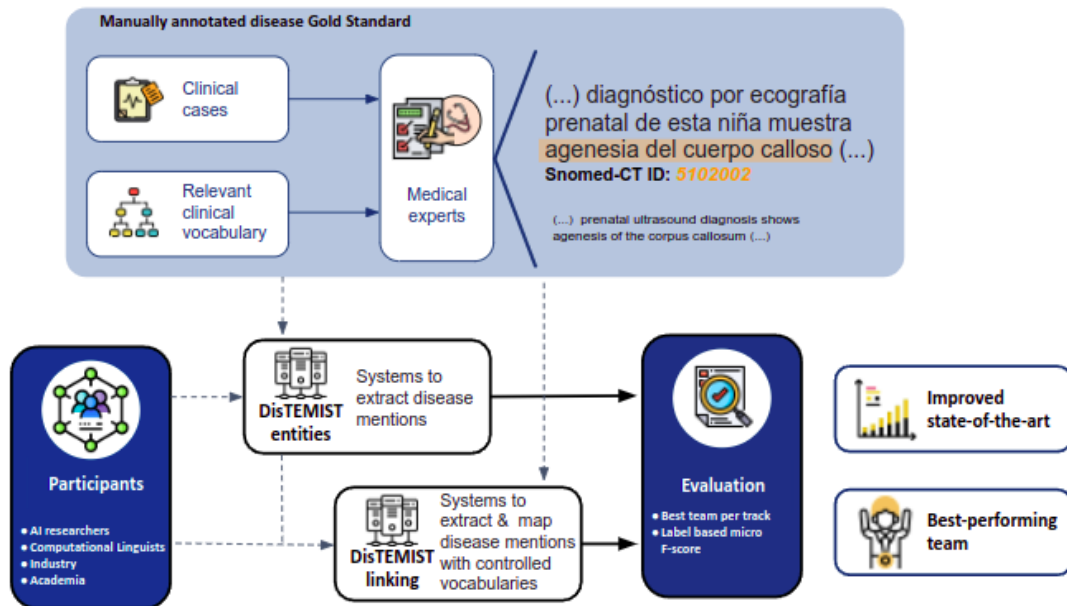 Manually annotated disease Gold Standard
Clinical
cases
Relevant
clinical
vocabulary
Medical
experts
(...) diagnóstico por ecografía
prenatal de esta niña muestra
agenesia del cuerpo calloso (...)
Snomed-CT ID: 5102002
(...) prenatal ultrasound diagnosis shows
agenesis of the corpus callosum (...)
Participants
● AI researchers
● Computational Linguists
● Industry
● Academia
DisTEMIST
entities
Systems to
extract disease
mentions
DisTEMIST
linking
Systems to
extract & map
disease mentions
with controlled
vocabularies
Evaluation
● Best team per track
● Label based micro
F-score
Improved
state-of-the-art
Best-performing
team